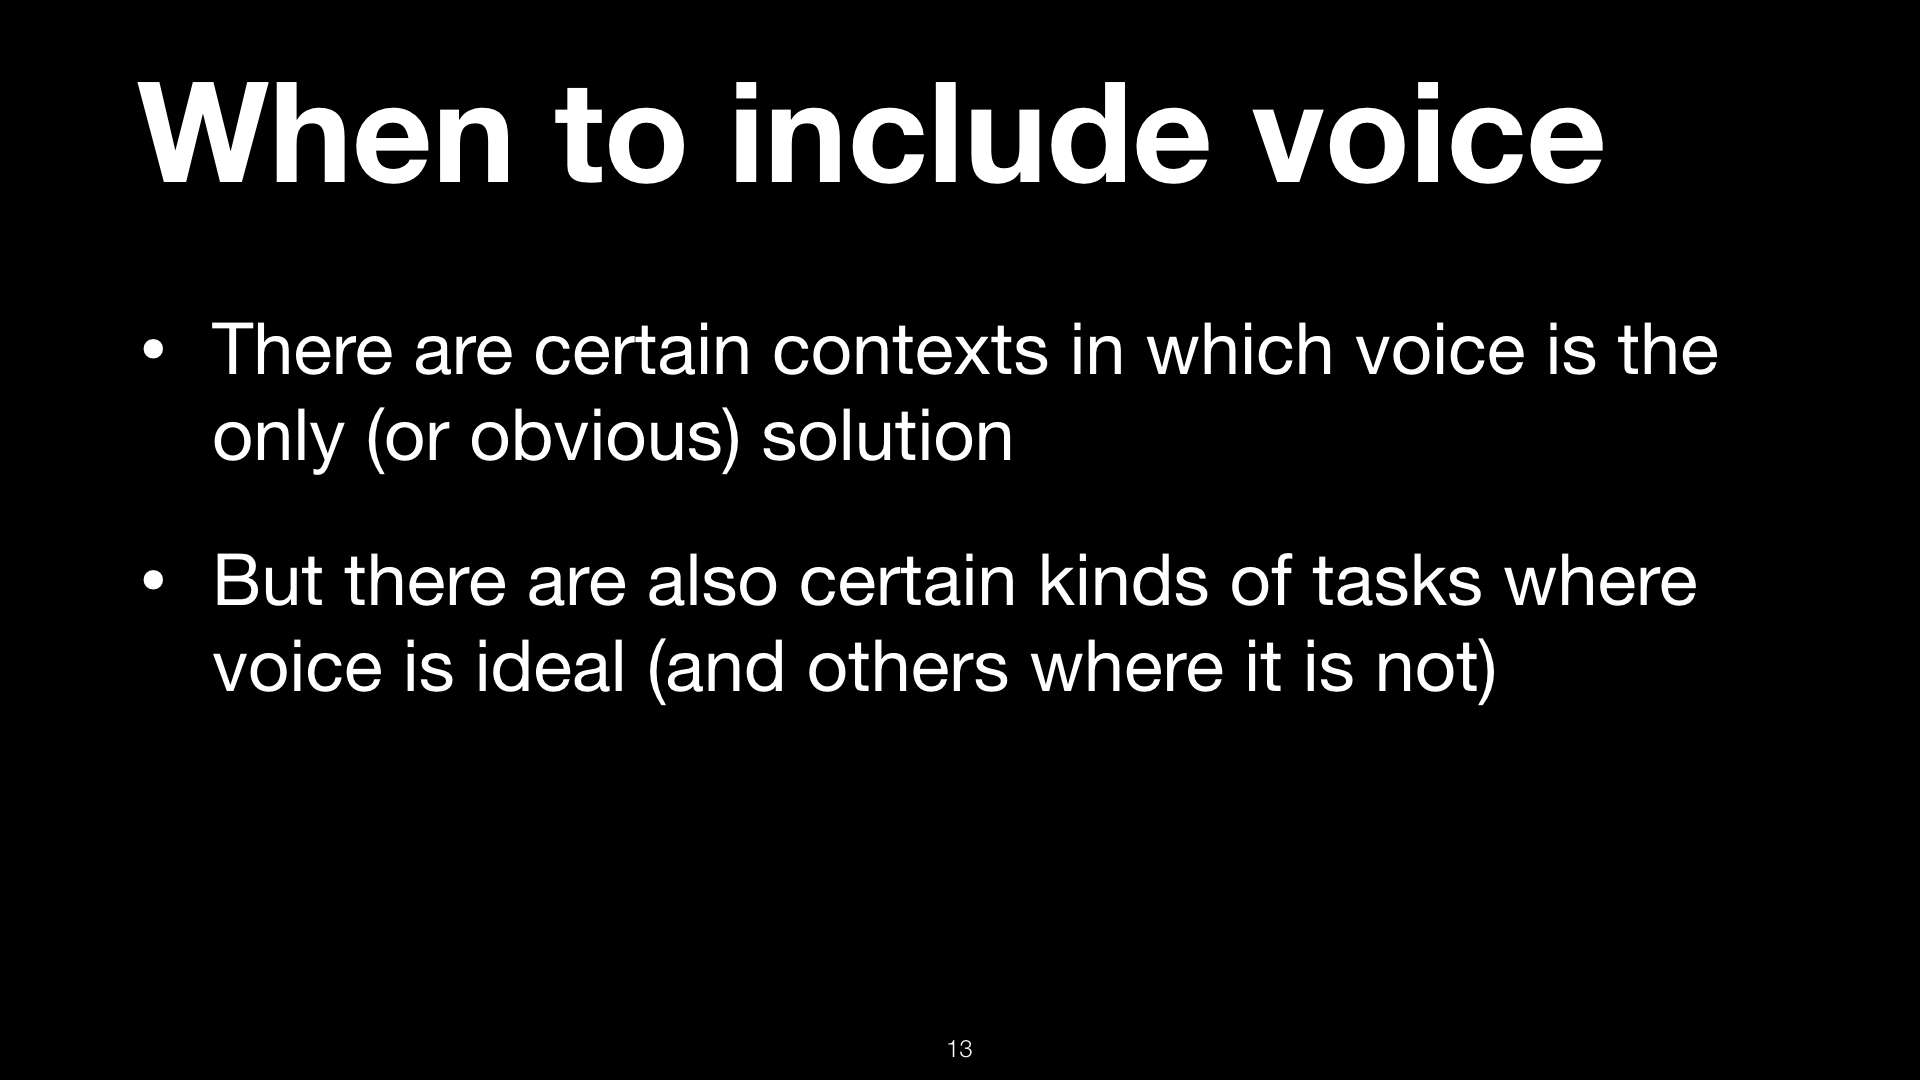 When to include voice
• There are certain contexts in which voice is the
only (or obvious) solution
• But there are also certain kinds of tasks where
voice is ideal (and others where it is not)
13